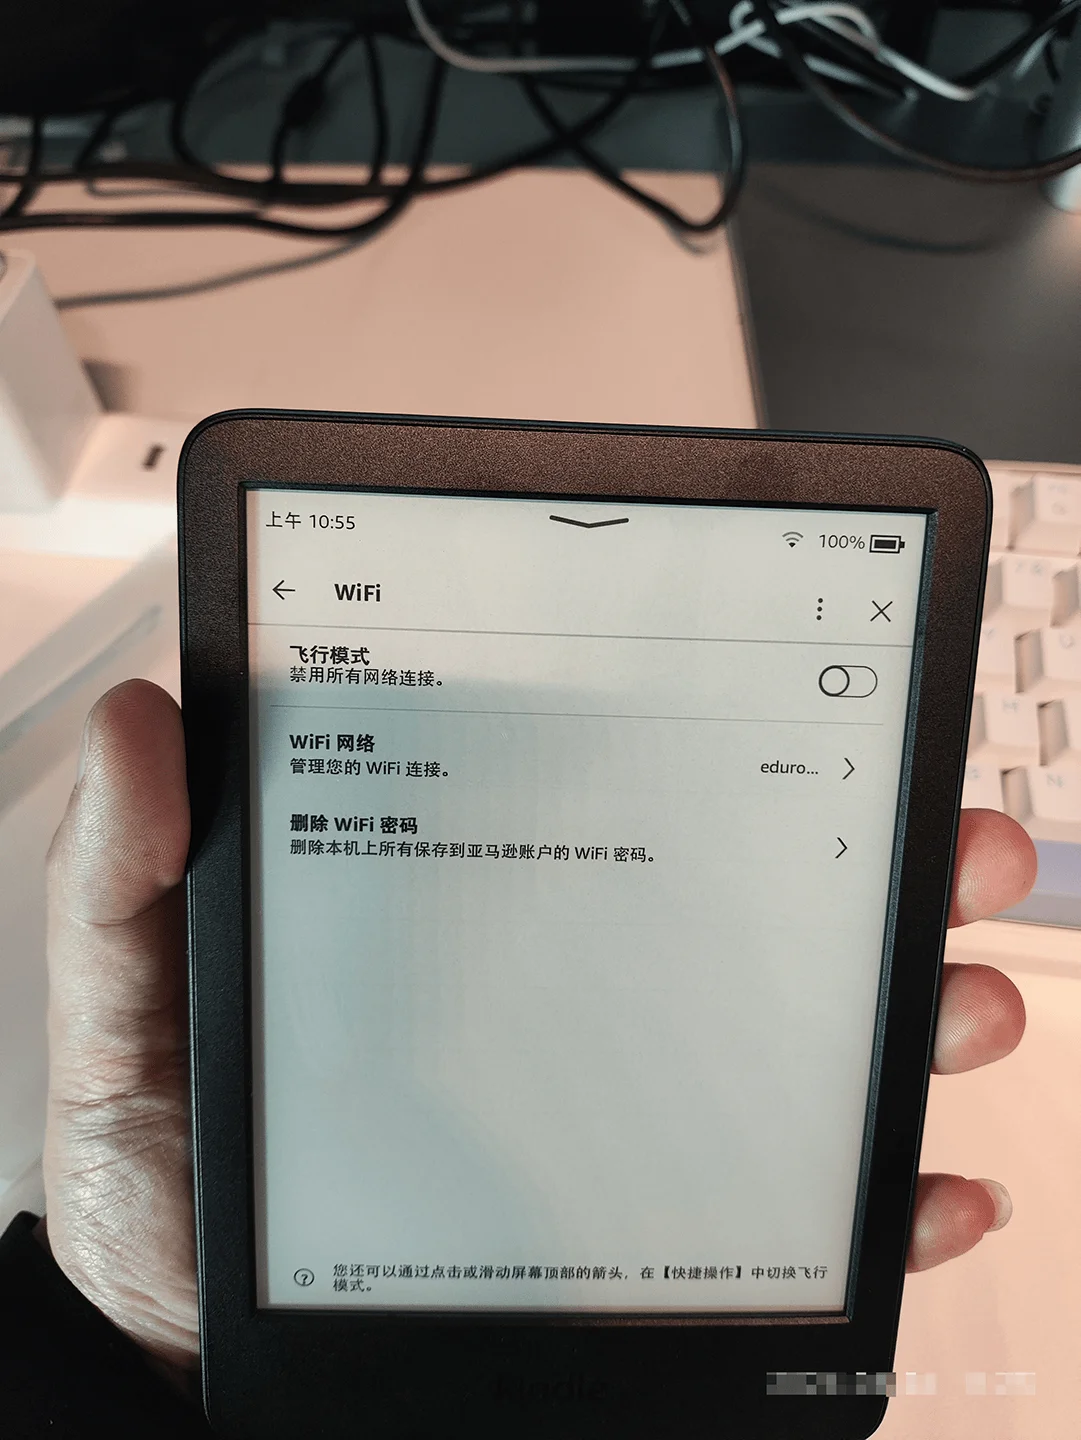 上午 10:55
100%
WiFi
飞行模式
禁用所有网络连接。
WiFi 网络
管理您的 WiFi 连接。
eduro...
删除 WiFi 密码
删除本机上所有保存到亚马逊账户的 WiFi 密码。
您还可以通过点击或滑动屏幕顶部的箭头，在【快捷操作】中切换飞行
模式。
kindle